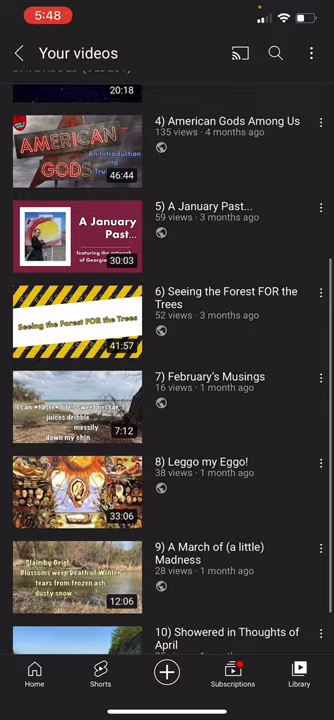 5:48
Your videos
20:18
AMERICAN
GODS
An Introduction
to
46:44
4) American Gods Among Us
135 views · 4 months ago
A January
Past...
featuring the artwork
30:03
5) A January Past...
59 views · 3 months ago
Seeing the Forest FOR the Trees
41:57
6) Seeing the Forest FOR the
Trees
52 views · 3 months ago
I can *taste* life's sweet nectar,
juices dribble
messily
down my chin
7:12
7) February's Musings
16 views · 1 month ago
33:06
8) Leggo my Eggo!
38 views · 1 month ago
Slain by Grief,
Blossoms weep Death of Winter,
tears from frozen ash,
dusty snow
12:06
9) A March of (a little)
Madness
28 views · 1 month ago
10) Showered in Thoughts of
April
Home
Shorts
Subscriptions
Library